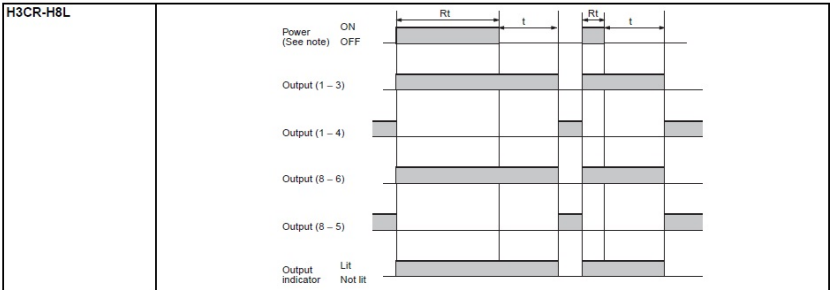 H3CR-H8L
Rt t Rt t
Power ON
(See note) OFF
Output (1 – 3)
Output (1 – 4)
Output (8 – 6)
Output (8 – 5)
Output Lit
indicator Not lit